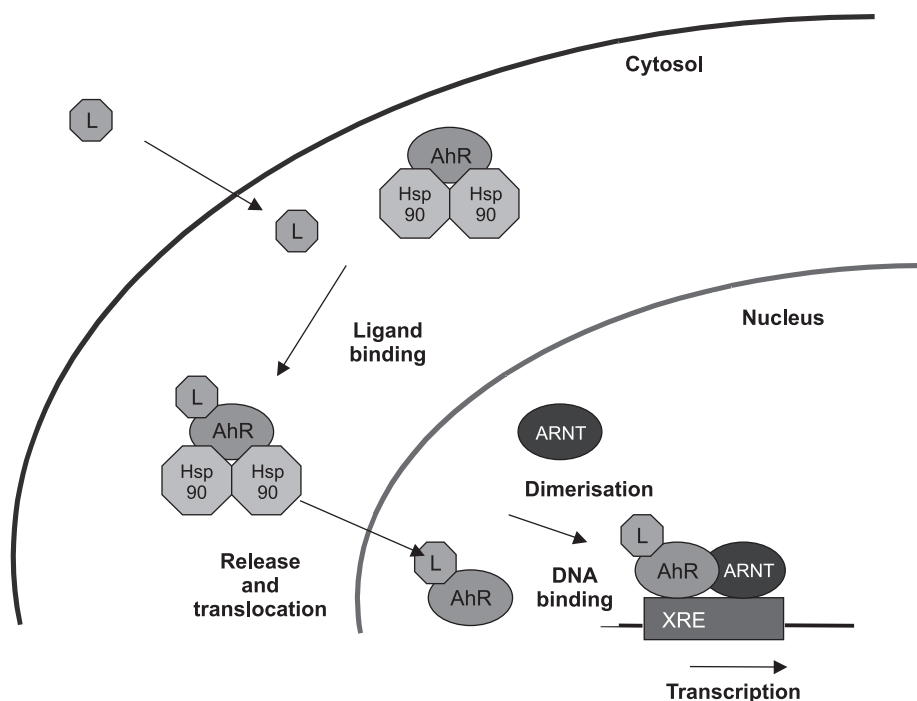 Cytosol
L
AhR
Hsp
90
Hsp
90
L
Nucleus
Ligand
binding
L
AhR
Hsp
90
Hsp
90
ARNT
Dimerisation
Release
and
translocation
L
AhR
DNA
binding
L
AhR
ARNT
XRE
Transcription